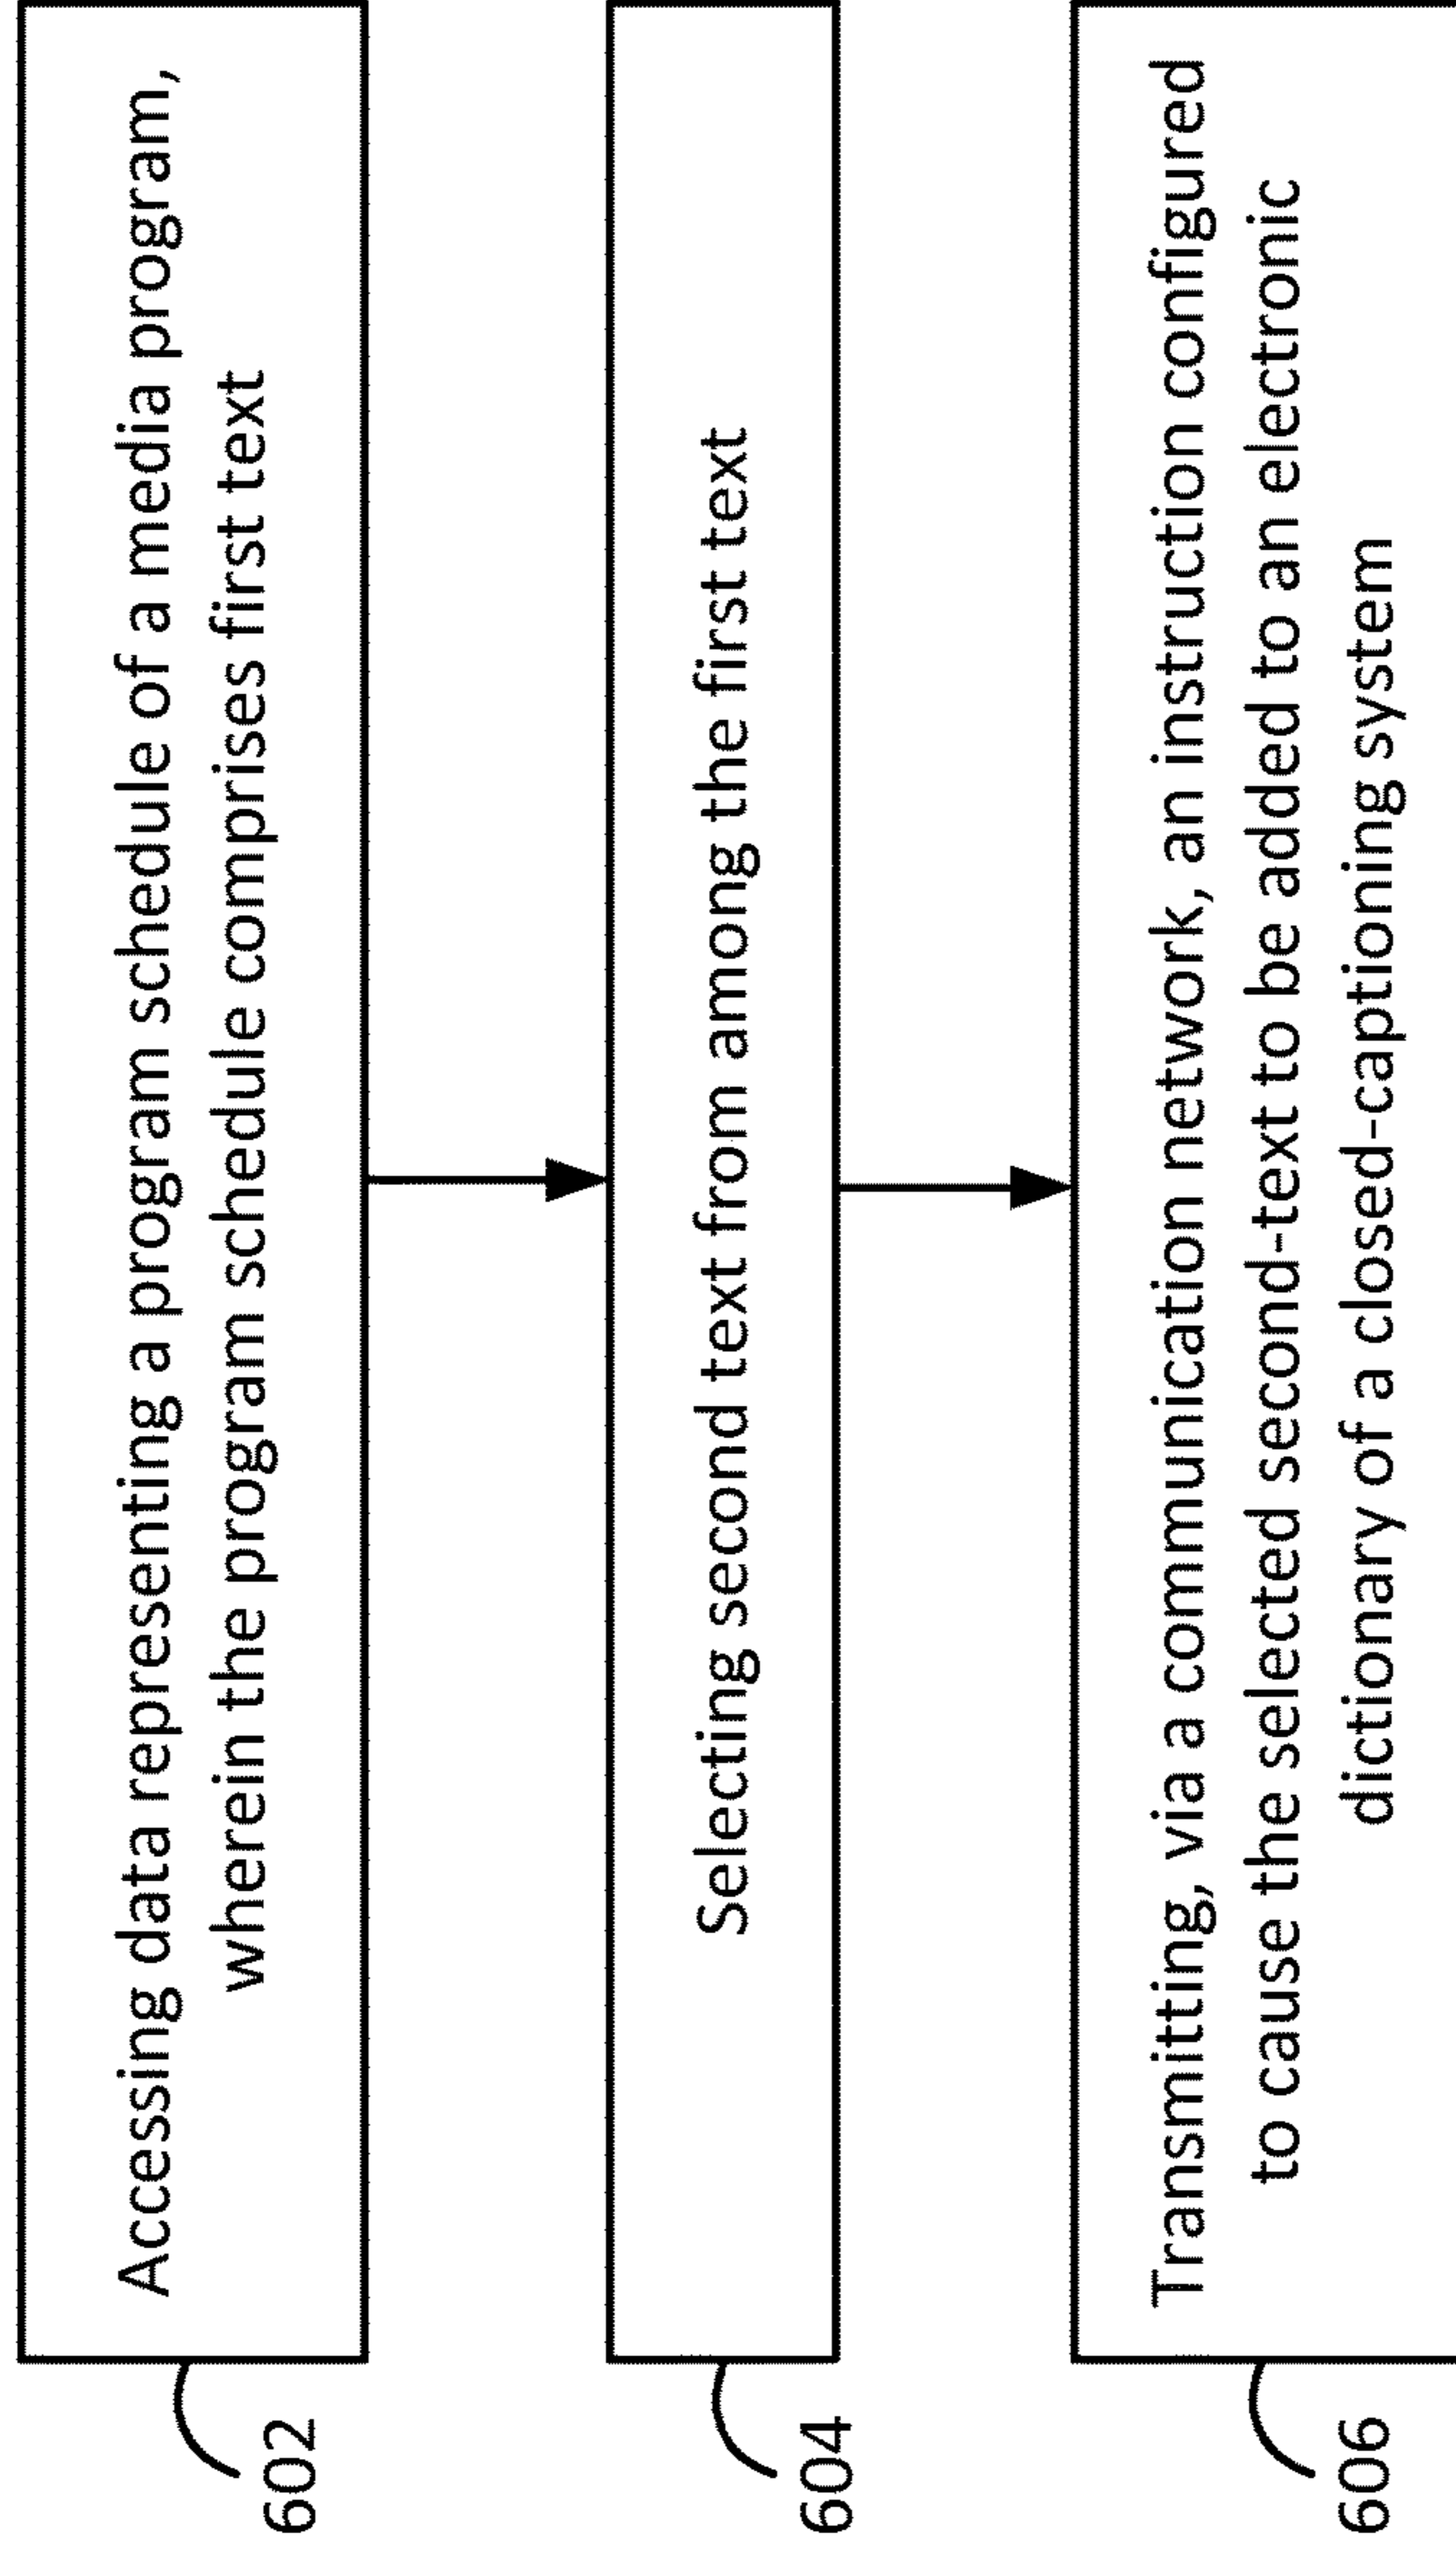 Accessing data representing a program schedule of a media program,
wherein the program schedule comprises first text
602
Selecting second text from among the first text
604
Transmitting, via a communication network, an instruction configured
to cause the selected second-text to be added to an electronic
dictionary of a closed-captioning system
606